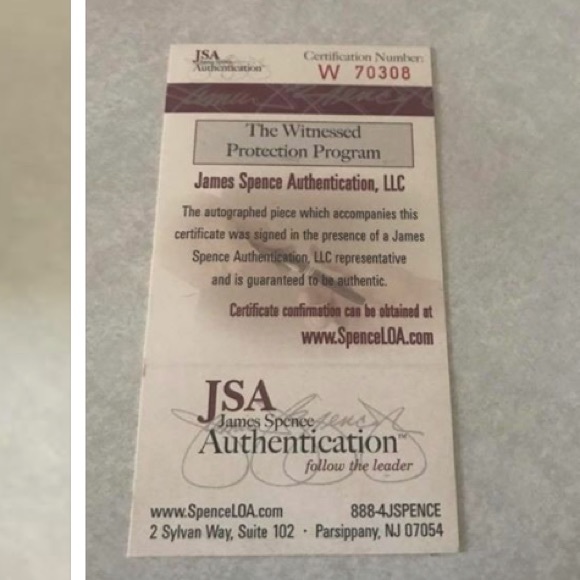 JSA
James Spence
Authentication
Certification Number:
W 70308
The Witnessed
Protection Program
James Spence Authentication, LLC
The autographed piece which accompanies this
certificate was signed in the presence of a James
Spence Authentication, LLC representative
and is guaranteed to be authentic.
Certificate confirmation can be obtained at
www.SpenceLOA.com
JSA
James Spence
Authentication™
follow the leader
www.SpenceLOA.com 888-4JSPENCE
2 Sylvan Way, Suite 102 · Parsippany, NJ 07054